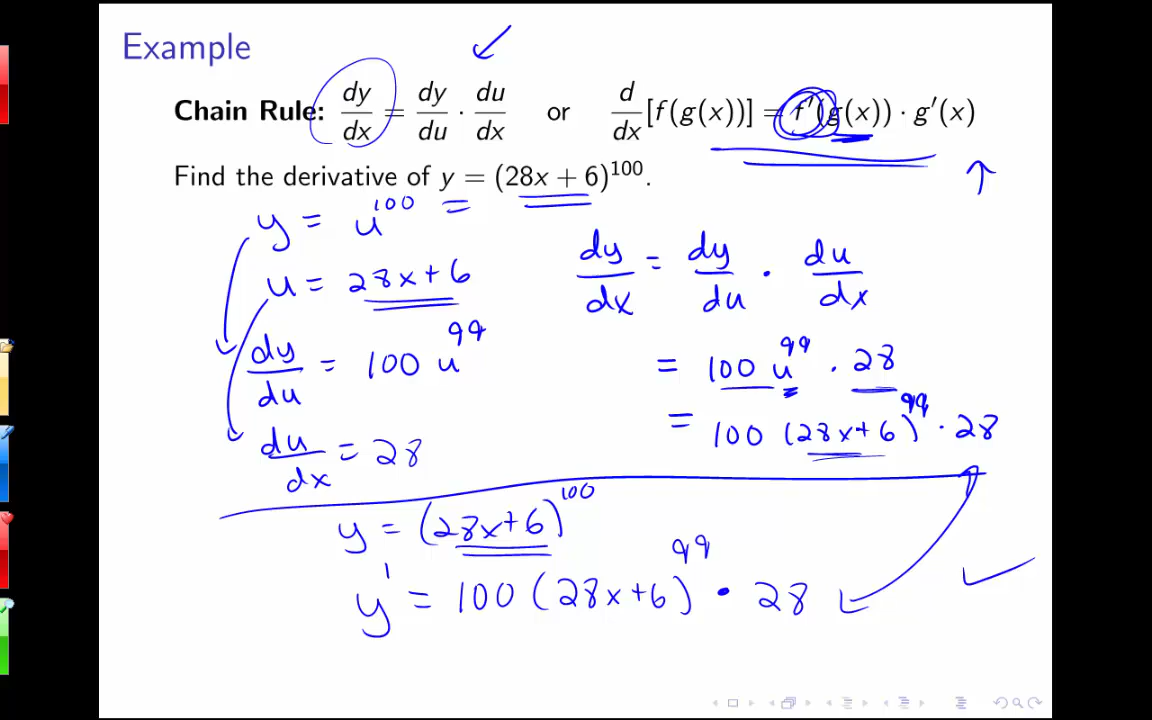 Example
Chain Rule: dy/dx = dy/du · du/dx or d/dx [f(g(x))] = f′(g(x)) · g′(x)
Find the derivative of y = (28x + 6)^100.
y = u^100 =
u = 28x+6
dy/du = 100 u^99
du/dx = 28
dy/dx = dy/du · du/dx
= 100 u^99 · 28
= 100 (28x+6)^99 · 28
y = (28x+6)^100
y' = 100 (28x+6)^99 · 28